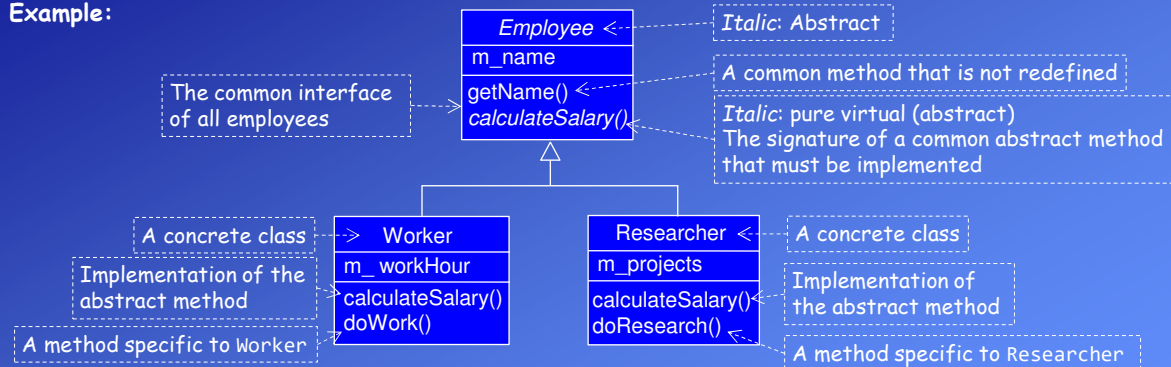 Example:
Employee
m_name
getName()
calculateSalary()
Italic: Abstract
A common method that is not redefined
Italic: pure virtual (abstract)
The signature of a common abstract method
that must be implemented
The common interface
of all employees
A concrete class
Implementation of the
abstract method
A method specific to Worker
Worker
m_ workHour
calculateSalary()
doWork()
Researcher
m_projects
calculateSalary()
doResearch()
A concrete class
Implementation of
the abstract method
A method specific to Researcher